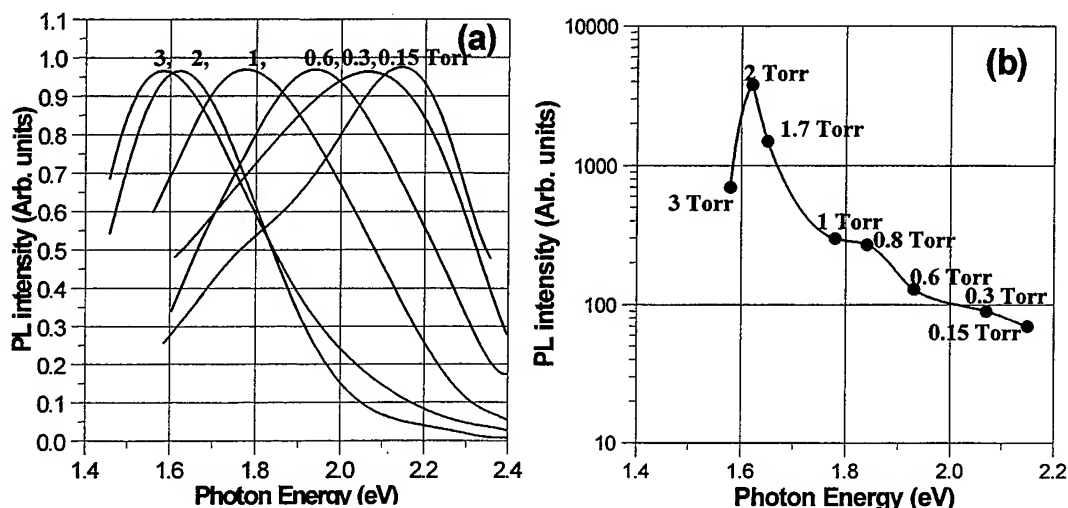 (a)
3, 2, 1, 0.6,0.3,0.15 Torr
PL intensity (Arb. units)
1.1
1.0
0.9
0.8
0.7
0.6
0.5
0.4
0.3
0.2
0.1
0.0
1.4 1.6 1.8 2.0 2.2 2.4
Photon Energy (eV)
(b)
PL intensity (Arb. units)
10000
1000
100
10
2 Torr
1.7 Torr
3 Torr
1 Torr
0.8 Torr
0.6 Torr
0.3 Torr
0.15 Torr
1.4 1.6 1.8 2.0 2.2
Photon Energy (eV)